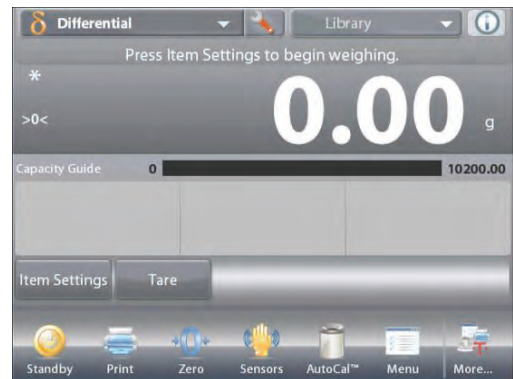 δ Differential Library
Press Item Settings to begin weighing.
*
0.00 g
>0<
Capacity Guide 0 10200.00
Item Settings Tare
Standby Print Zero Sensors AutoCal™ Menu More...